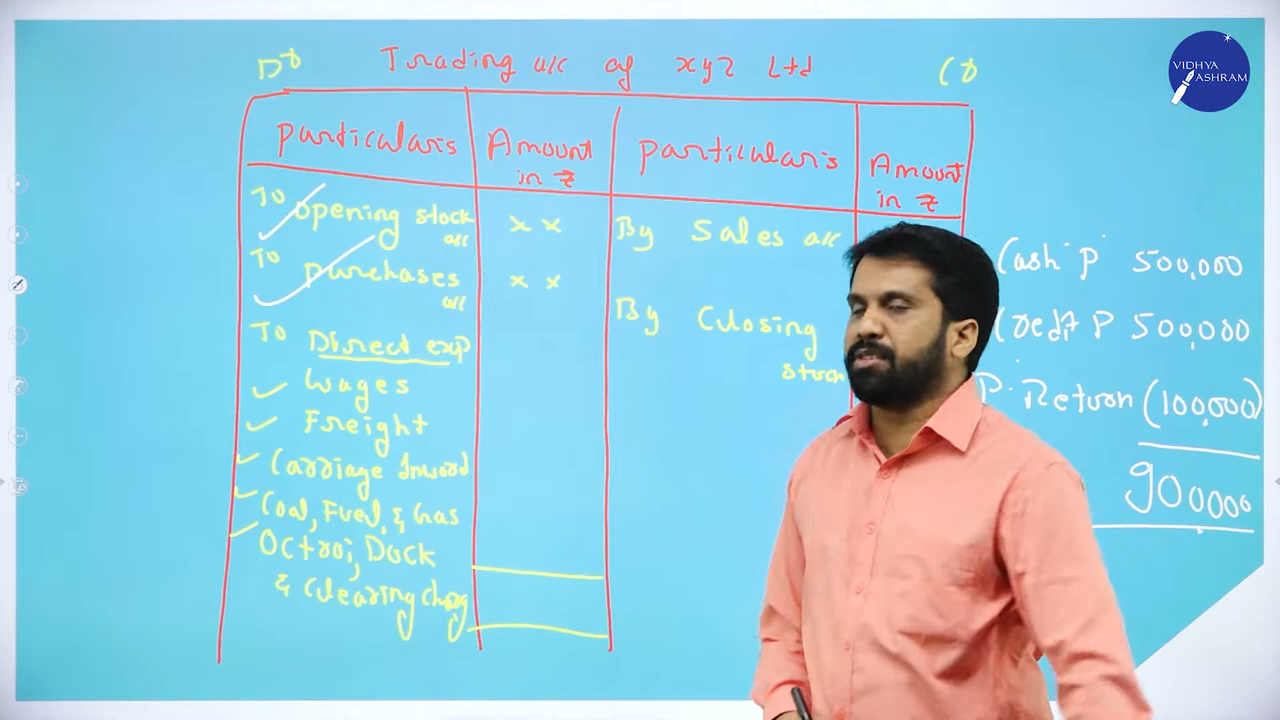 Dr Trading a/c of xyz Ltd Cr
VIDHYA
ASHRAM
Particulars Amount in ₹ Particulars Amount in ₹
To Opening stock a/c x x By Sales a/c
To Purchases a/c x x By Closing stock
To Direct exp
Wages
Freight
Carriage Inward
Coal, Fuel, & Gas
Octroi, Dock
& Clearing Charg
Cash P 500,000
Credit P 500,000
P. Return (100,000)
900000